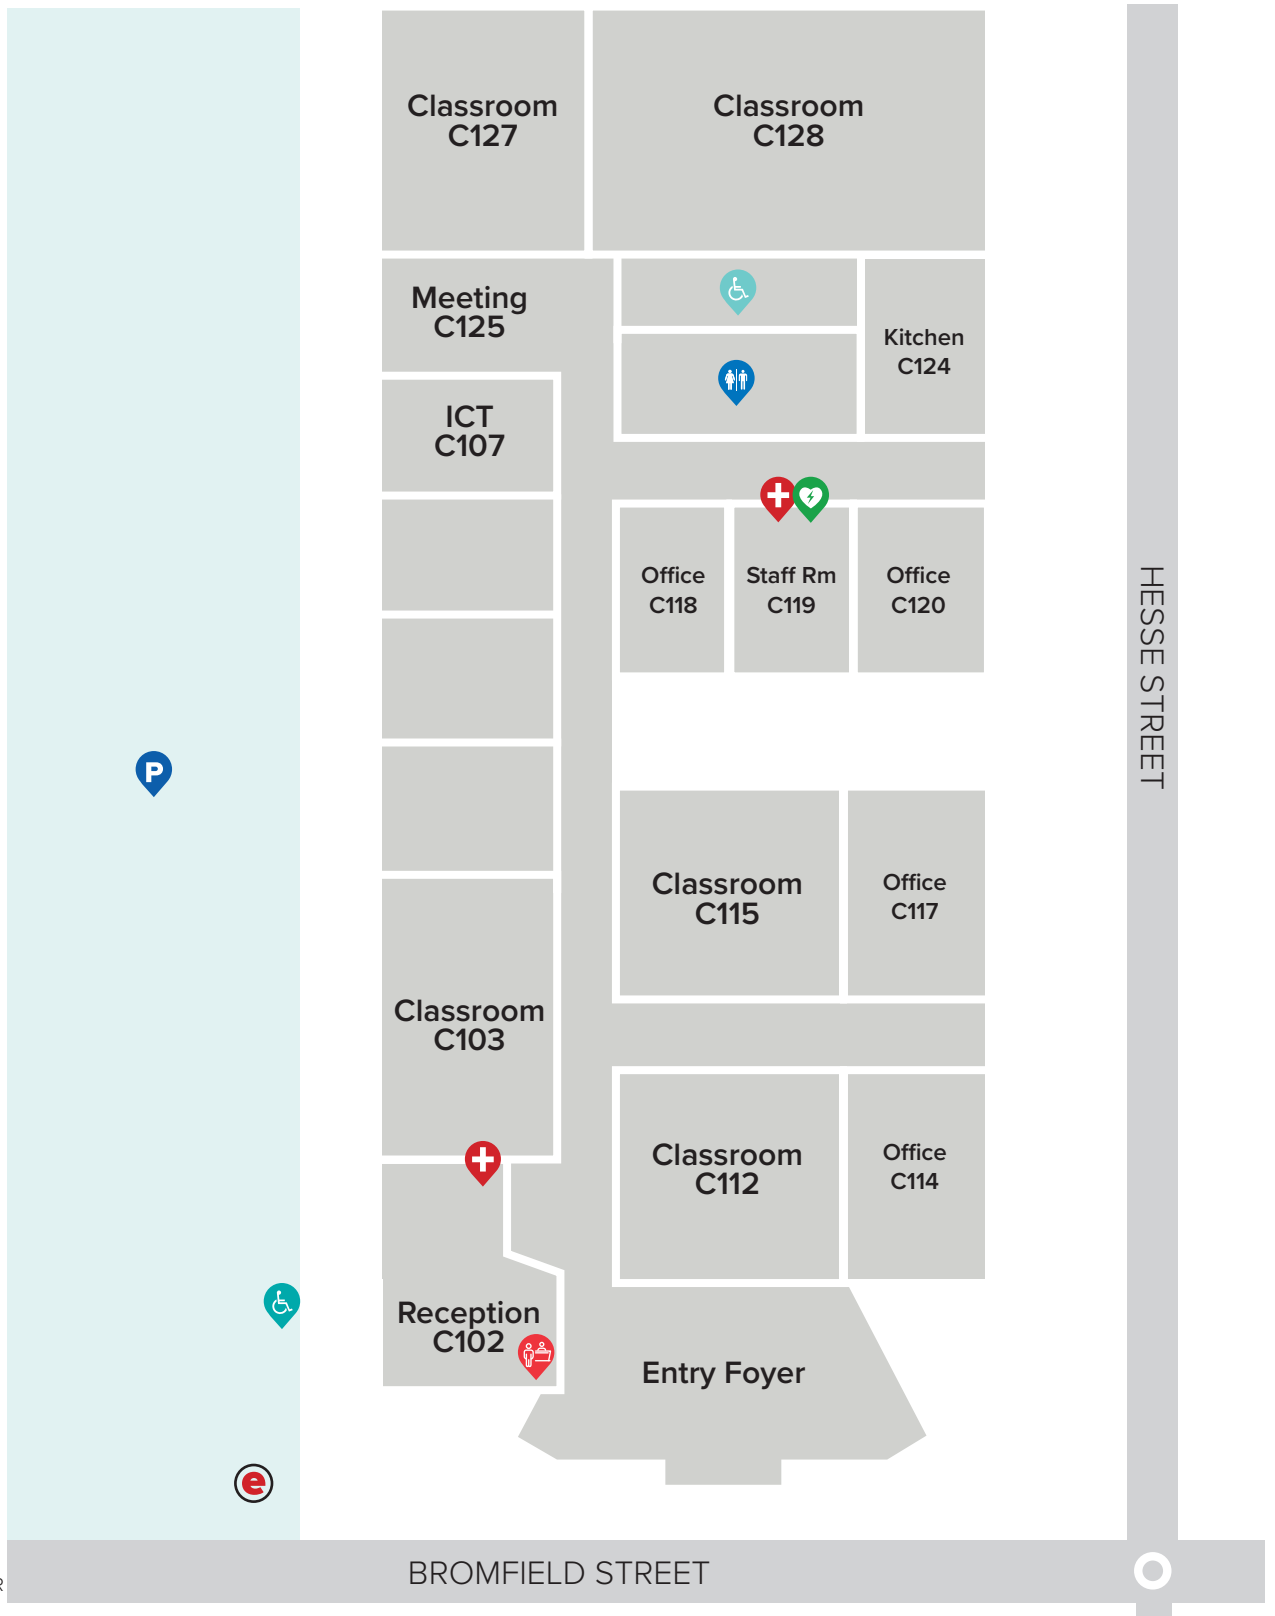 Classroom
C127
Classroom
C128
Meeting
C125
Kitchen
C124
ICT
C107
Office
C118
Staff Rm
C119
Office
C120
HESSE STREET
P
Classroom
C115
Office
C117
Classroom
C103
Classroom
C112
Office
C114
Reception
C102
Entry Foyer
e
BROMFIELD STREET